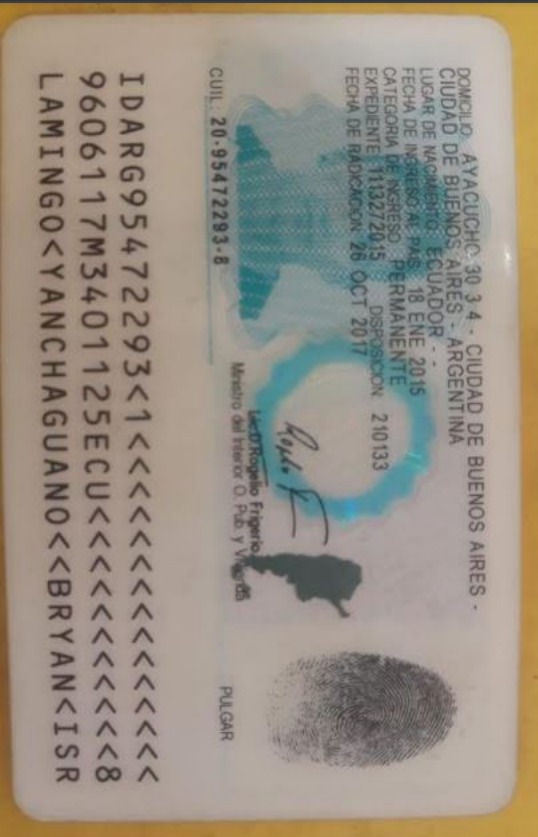 DOMICILIO: AYACUCHO 30 3 4 - CIUDAD DE BUENOS AIRES -
CIUDAD DE BUENOS AIRES - ARGENTINA
LUGAR DE NACIMIENTO: ECUADOR - -
FECHA DE INGRESO AL PAIS: 18 ENE 2015
CATEGORIA DE INGRESO: PERMANENTE
EXPEDIENTE: 1113272015 DISPOSICION: 210133
FECHA DE RADICACION: 26 OCT 2017
Lic.D Rogelio Frigerio
Ministro del Interior O. Pub. y Vivienda
CUIL: 20-95472293-8
PULGAR
IDARG95472293<1<<<<<<<<<<<<<<<
9606117M3401125ECU<<<<<<<<<<<8
LAMINGO<YANCHAGUANO<<BRYAN<ISR